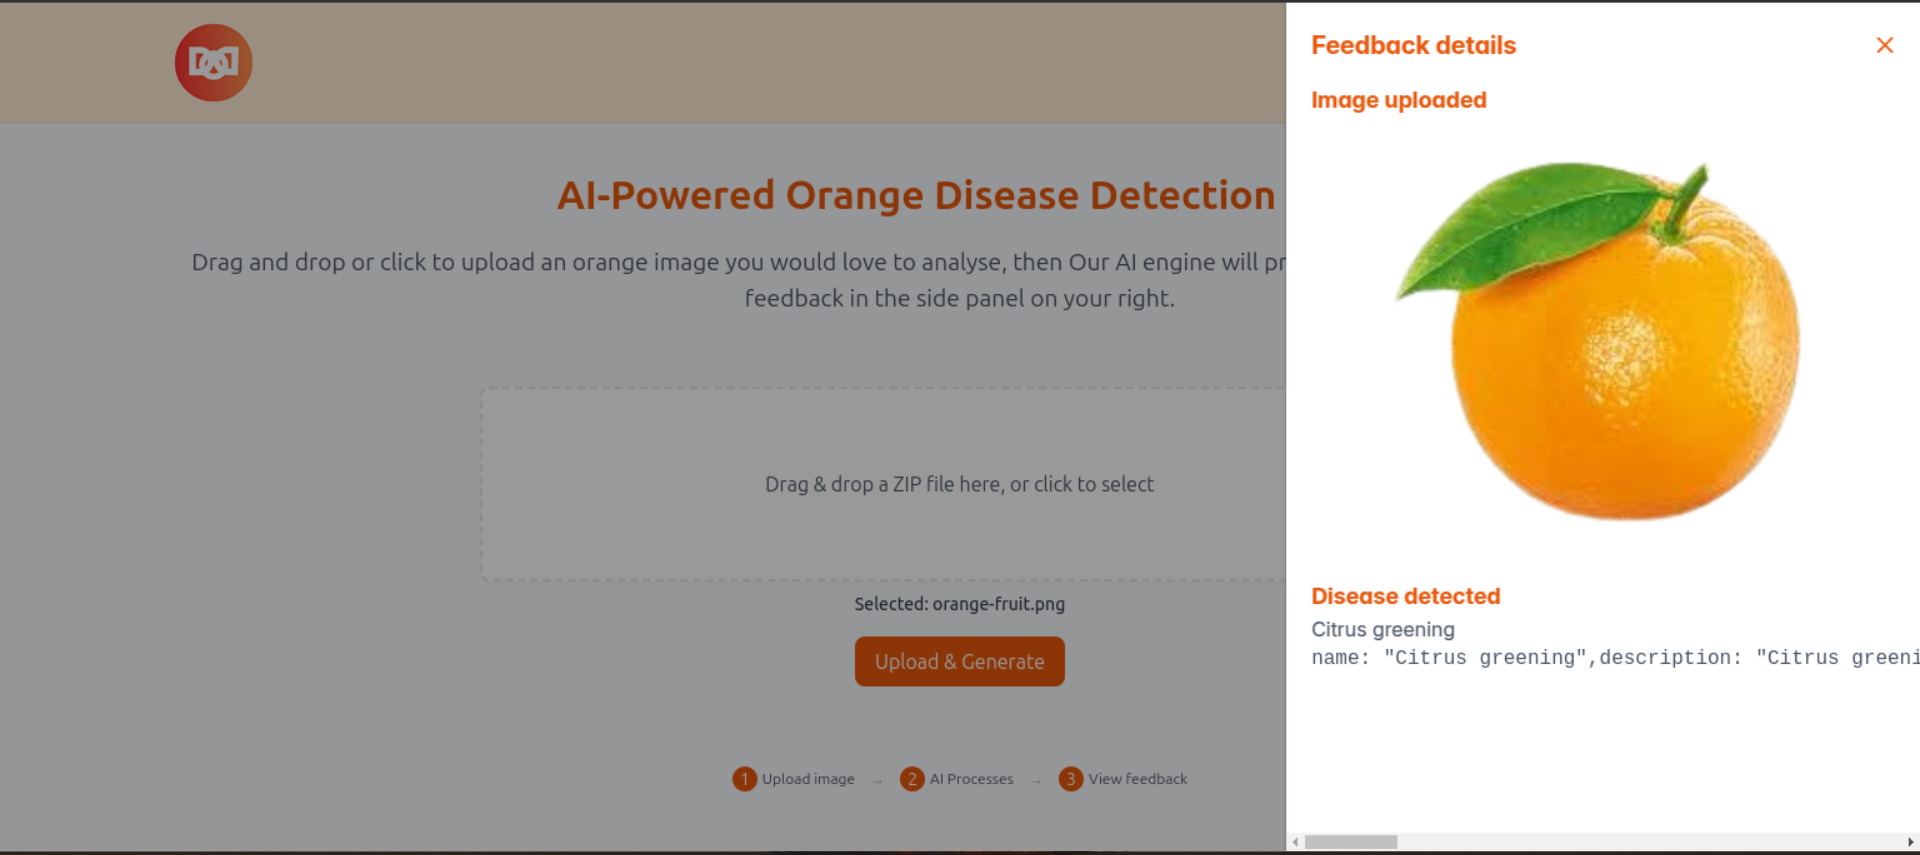 AI-Powered Orange Disease Detection
Drag and drop or click to upload an orange image you would love to analyse, then Our AI engine will pr
feedback in the side panel on your right.
Drag & drop a ZIP file here, or click to select
Selected: orange-fruit.png
Upload & Generate
1 Upload image → 2 AI Processes → 3 View feedback
Feedback details
Image uploaded
Disease detected
Citrus greening
name: "Citrus greening",description: "Citrus greeni